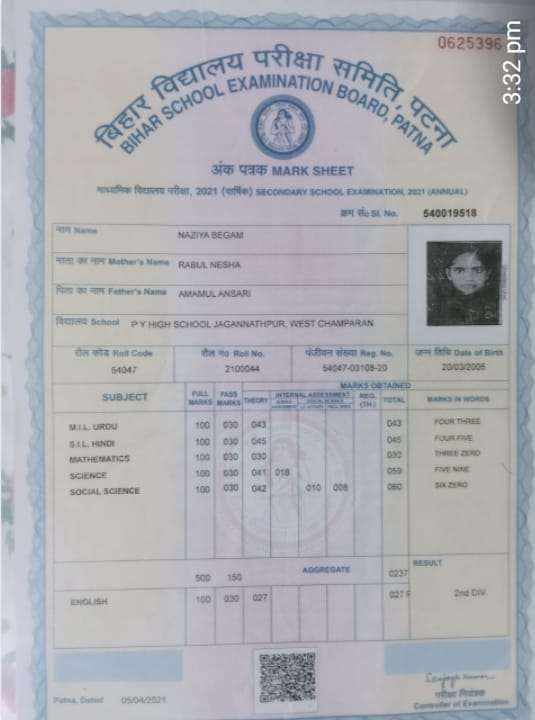 0625396
3:32 pm
बिहार विद्यालय परीक्षा समिति, पटना
BIHAR SCHOOL EXAMINATION BOARD, PATNA
अंक पत्रक MARK SHEET
माध्यमिक विद्यालय परीक्षा, 2021 (वार्षिक) SECONDARY SCHOOL EXAMINATION, 2021 (ANNUAL)
क्रम सं० Sl. No. 540019518
नाम Name NAZIYA BEGAM
माता का नाम Mother's Name RABUL NESHA
पिता का नाम Father's Name AMAMUL ANSARI
विद्यालय School P Y HIGH SCHOOL JAGANNATHPUR, WEST CHAMPARAN
रौल कोड Roll Code रौल नं० Roll No. पंजीयन संख्या Reg. No. जन्म तिथि Date of Birth
54047 2100044 54047-00108-20 20/03/2005
SUBJECT FULL MARKS PASS MARKS THEORY INTERNAL ASSESSMENT REG. (TH.) MARKS OBTAINED TOTAL MARKS IN WORDS
M.I.L. URDU 100 030 043 043 FOUR THREE
S.I.L. HINDI 100 030 045 045 FOUR FIVE
MATHEMATICS 100 030 030 030 THREE ZERO
SCIENCE 100 030 041 018 059 FIVE NINE
SOCIAL SCIENCE 100 030 042 010 008 060 SIX ZERO
500 150 AGGREGATE 0237 RESULT
ENGLISH 100 030 027 027 F 2nd DIV.
Patna, Dated 05/04/2021
Sanjay Kumar
परीक्षा नियंत्रक
Controller of Examination